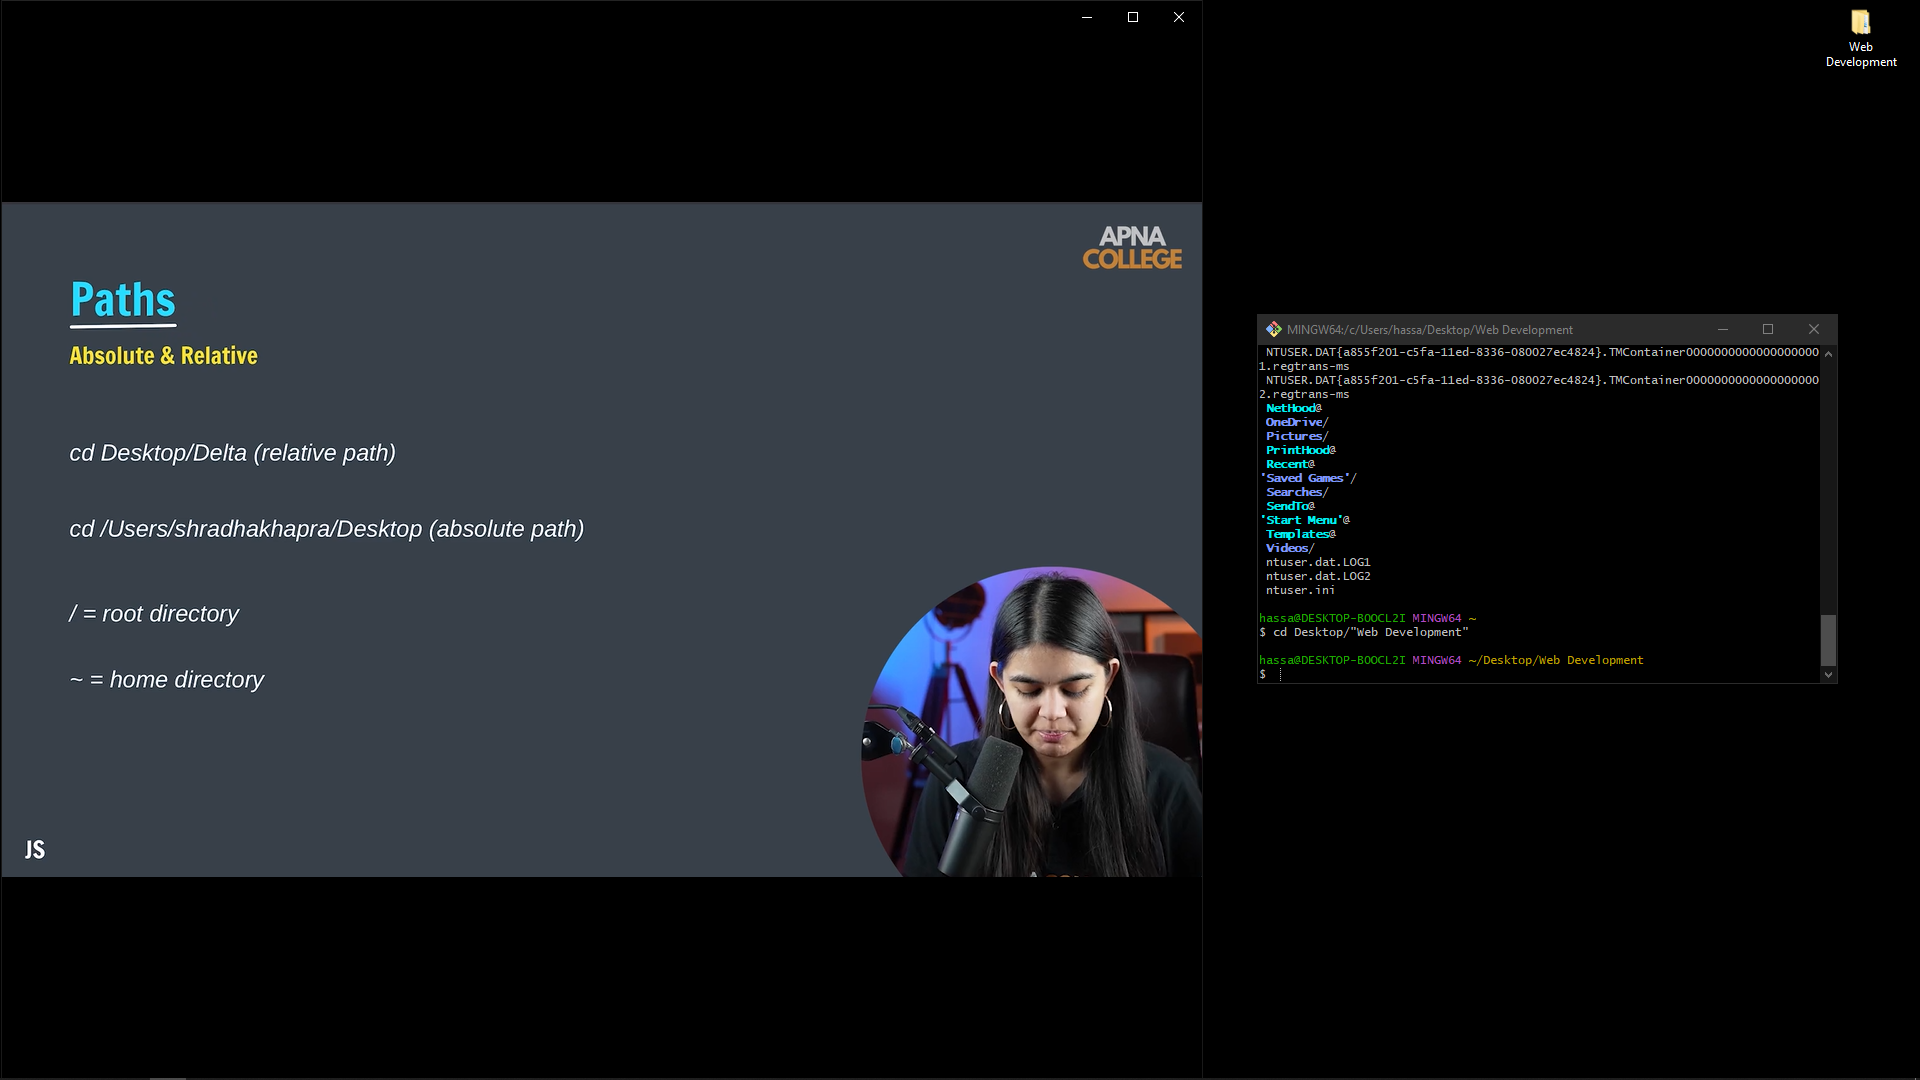 APNA
COLLEGE
Paths
Absolute & Relative
cd Desktop/Delta (relative path)
cd /Users/shradhakhapra/Desktop (absolute path)
/ = root directory
~ = home directory
JS
Web
Development
MINGW64:/c/Users/hassa/Desktop/Web Development
NTUSER.DAT{a855f201-c5fa-11ed-8336-080027ec4824}.TMContainer0000000000000000000
1.regtrans-ms
NTUSER.DAT{a855f201-c5fa-11ed-8336-080027ec4824}.TMContainer0000000000000000000
2.regtrans-ms
NetHood@
OneDrive/
Pictures/
PrintHood@
Recent@
'Saved Games'/
Searches/
SendTo@
'Start Menu'@
Templates@
Videos/
ntuser.dat.LOG1
ntuser.dat.LOG2
ntuser.ini
hassa@DESKTOP-BOOCL2I MINGW64 ~
$ cd Desktop/"Web Development"
hassa@DESKTOP-BOOCL2I MINGW64 ~/Desktop/Web Development
$